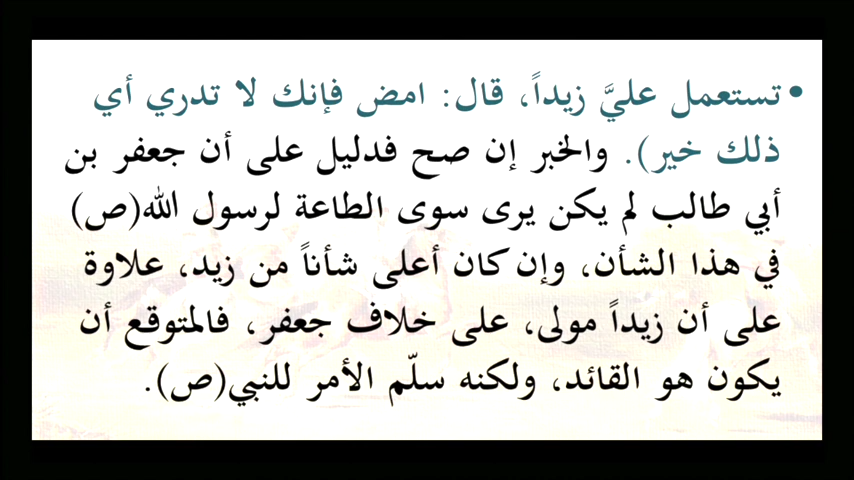 • تستعمل عليَّ زيداً، قال: امض فإنك لا تدري أي
ذلك خير). والخبر إن صح فدليل على أن جعفر بن
أبي طالب لم يكن يرى سوى الطاعة لرسول الله(ص)
في هذا الشأن، وإن كان أعلى شأناً من زيد، علاوة
على أن زيداً مولى، على خلاف جعفر، فالمتوقع أن
يكون هو القائد، ولكنه سلّم الأمر للنبي(ص).